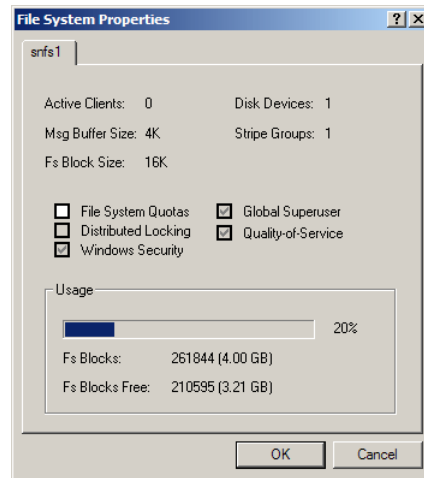 File System Properties
snfs1
Active Clients: 0 Disk Devices: 1
Msg Buffer Size: 4K Stripe Groups: 1
Fs Block Size: 16K
File System Quotas Global Superuser
Distributed Locking Quality-of-Service
Windows Security
Usage
20%
Fs Blocks: 261844 (4.00 GB)
Fs Blocks Free: 210595 (3.21 GB)
OK Cancel